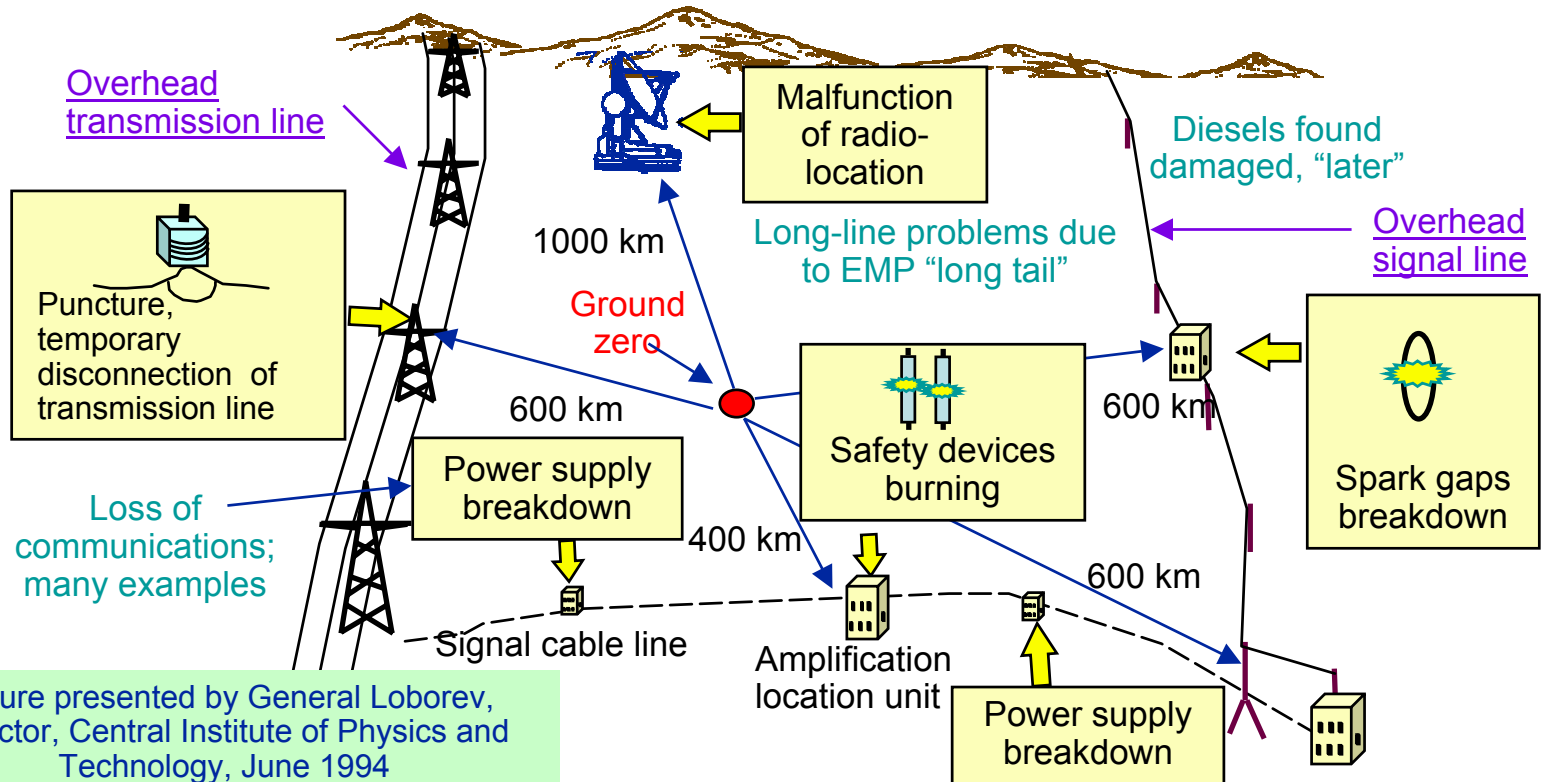 Overhead
transmission line
Malfunction
of radio-
location
Diesels found
damaged, “later”
Overhead
signal line
1000 km
Long-line problems due
to EMP “long tail”
Puncture,
temporary
disconnection of
transmission line
Ground
zero
600 km
600 km
Safety devices
burning
Spark gaps
breakdown
Power supply
breakdown
Loss of
communications;
many examples
400 km
600 km
Signal cable line
Amplification
location unit
Power supply
breakdown
presented by General Loborev,
Central Institute of Physics and
Technology, June 1994